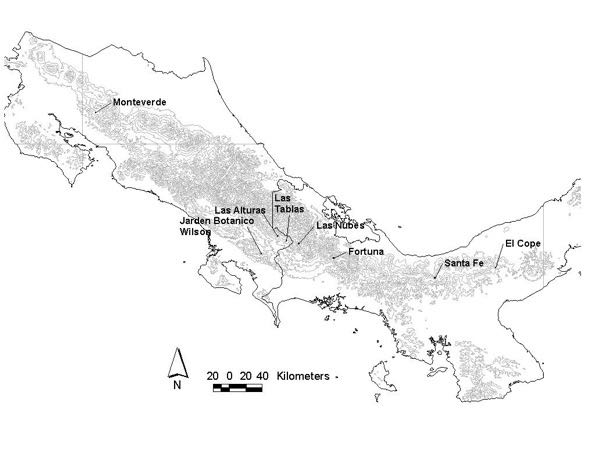 Monteverde
Las
Tablas
Las Alturas
Jarden Botanico
Wilson
Las Nubes
Fortuna
El Cope
Santa Fe
N
20 0 20 40 Kilometers